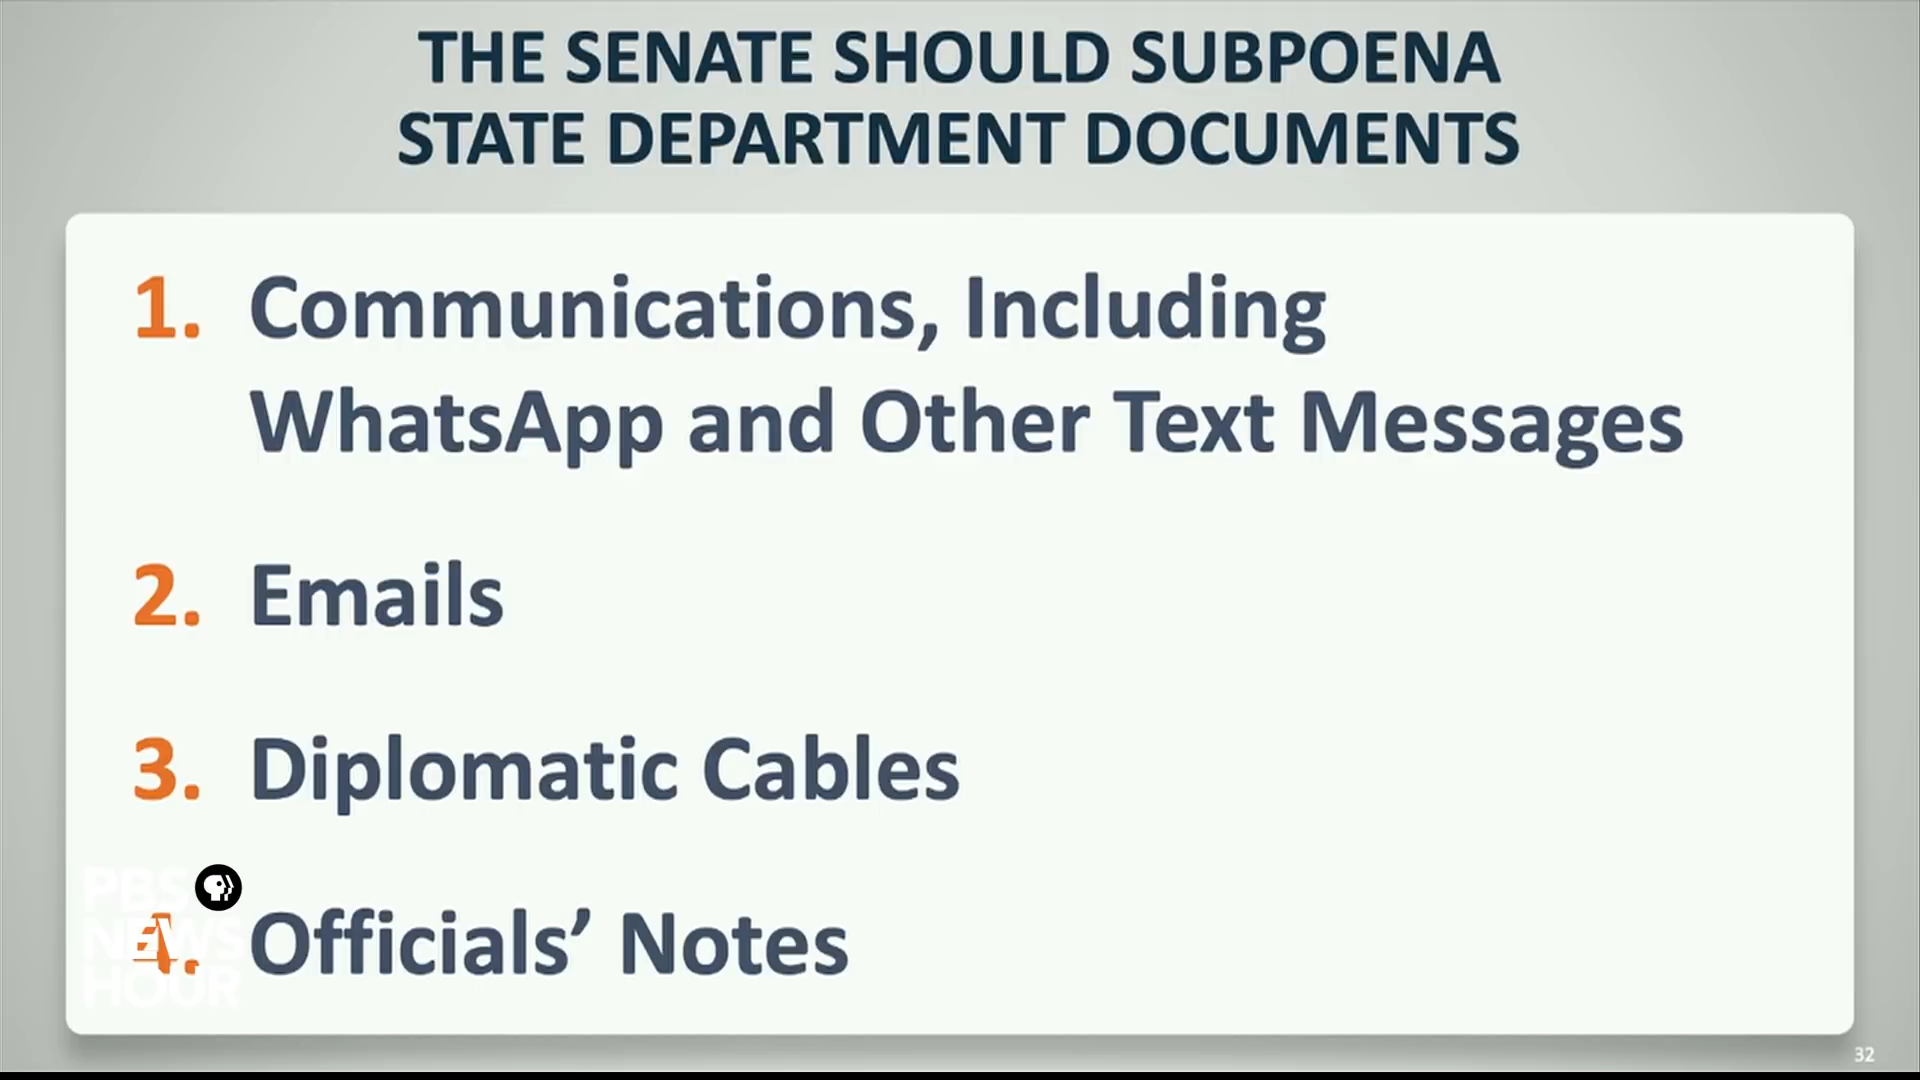 THE SENATE SHOULD SUBPOENA
STATE DEPARTMENT DOCUMENTS
1. Communications, Including
WhatsApp and Other Text Messages
2. Emails
3. Diplomatic Cables
4. Officials’ Notes
PBS
NEWS
HOUR
32